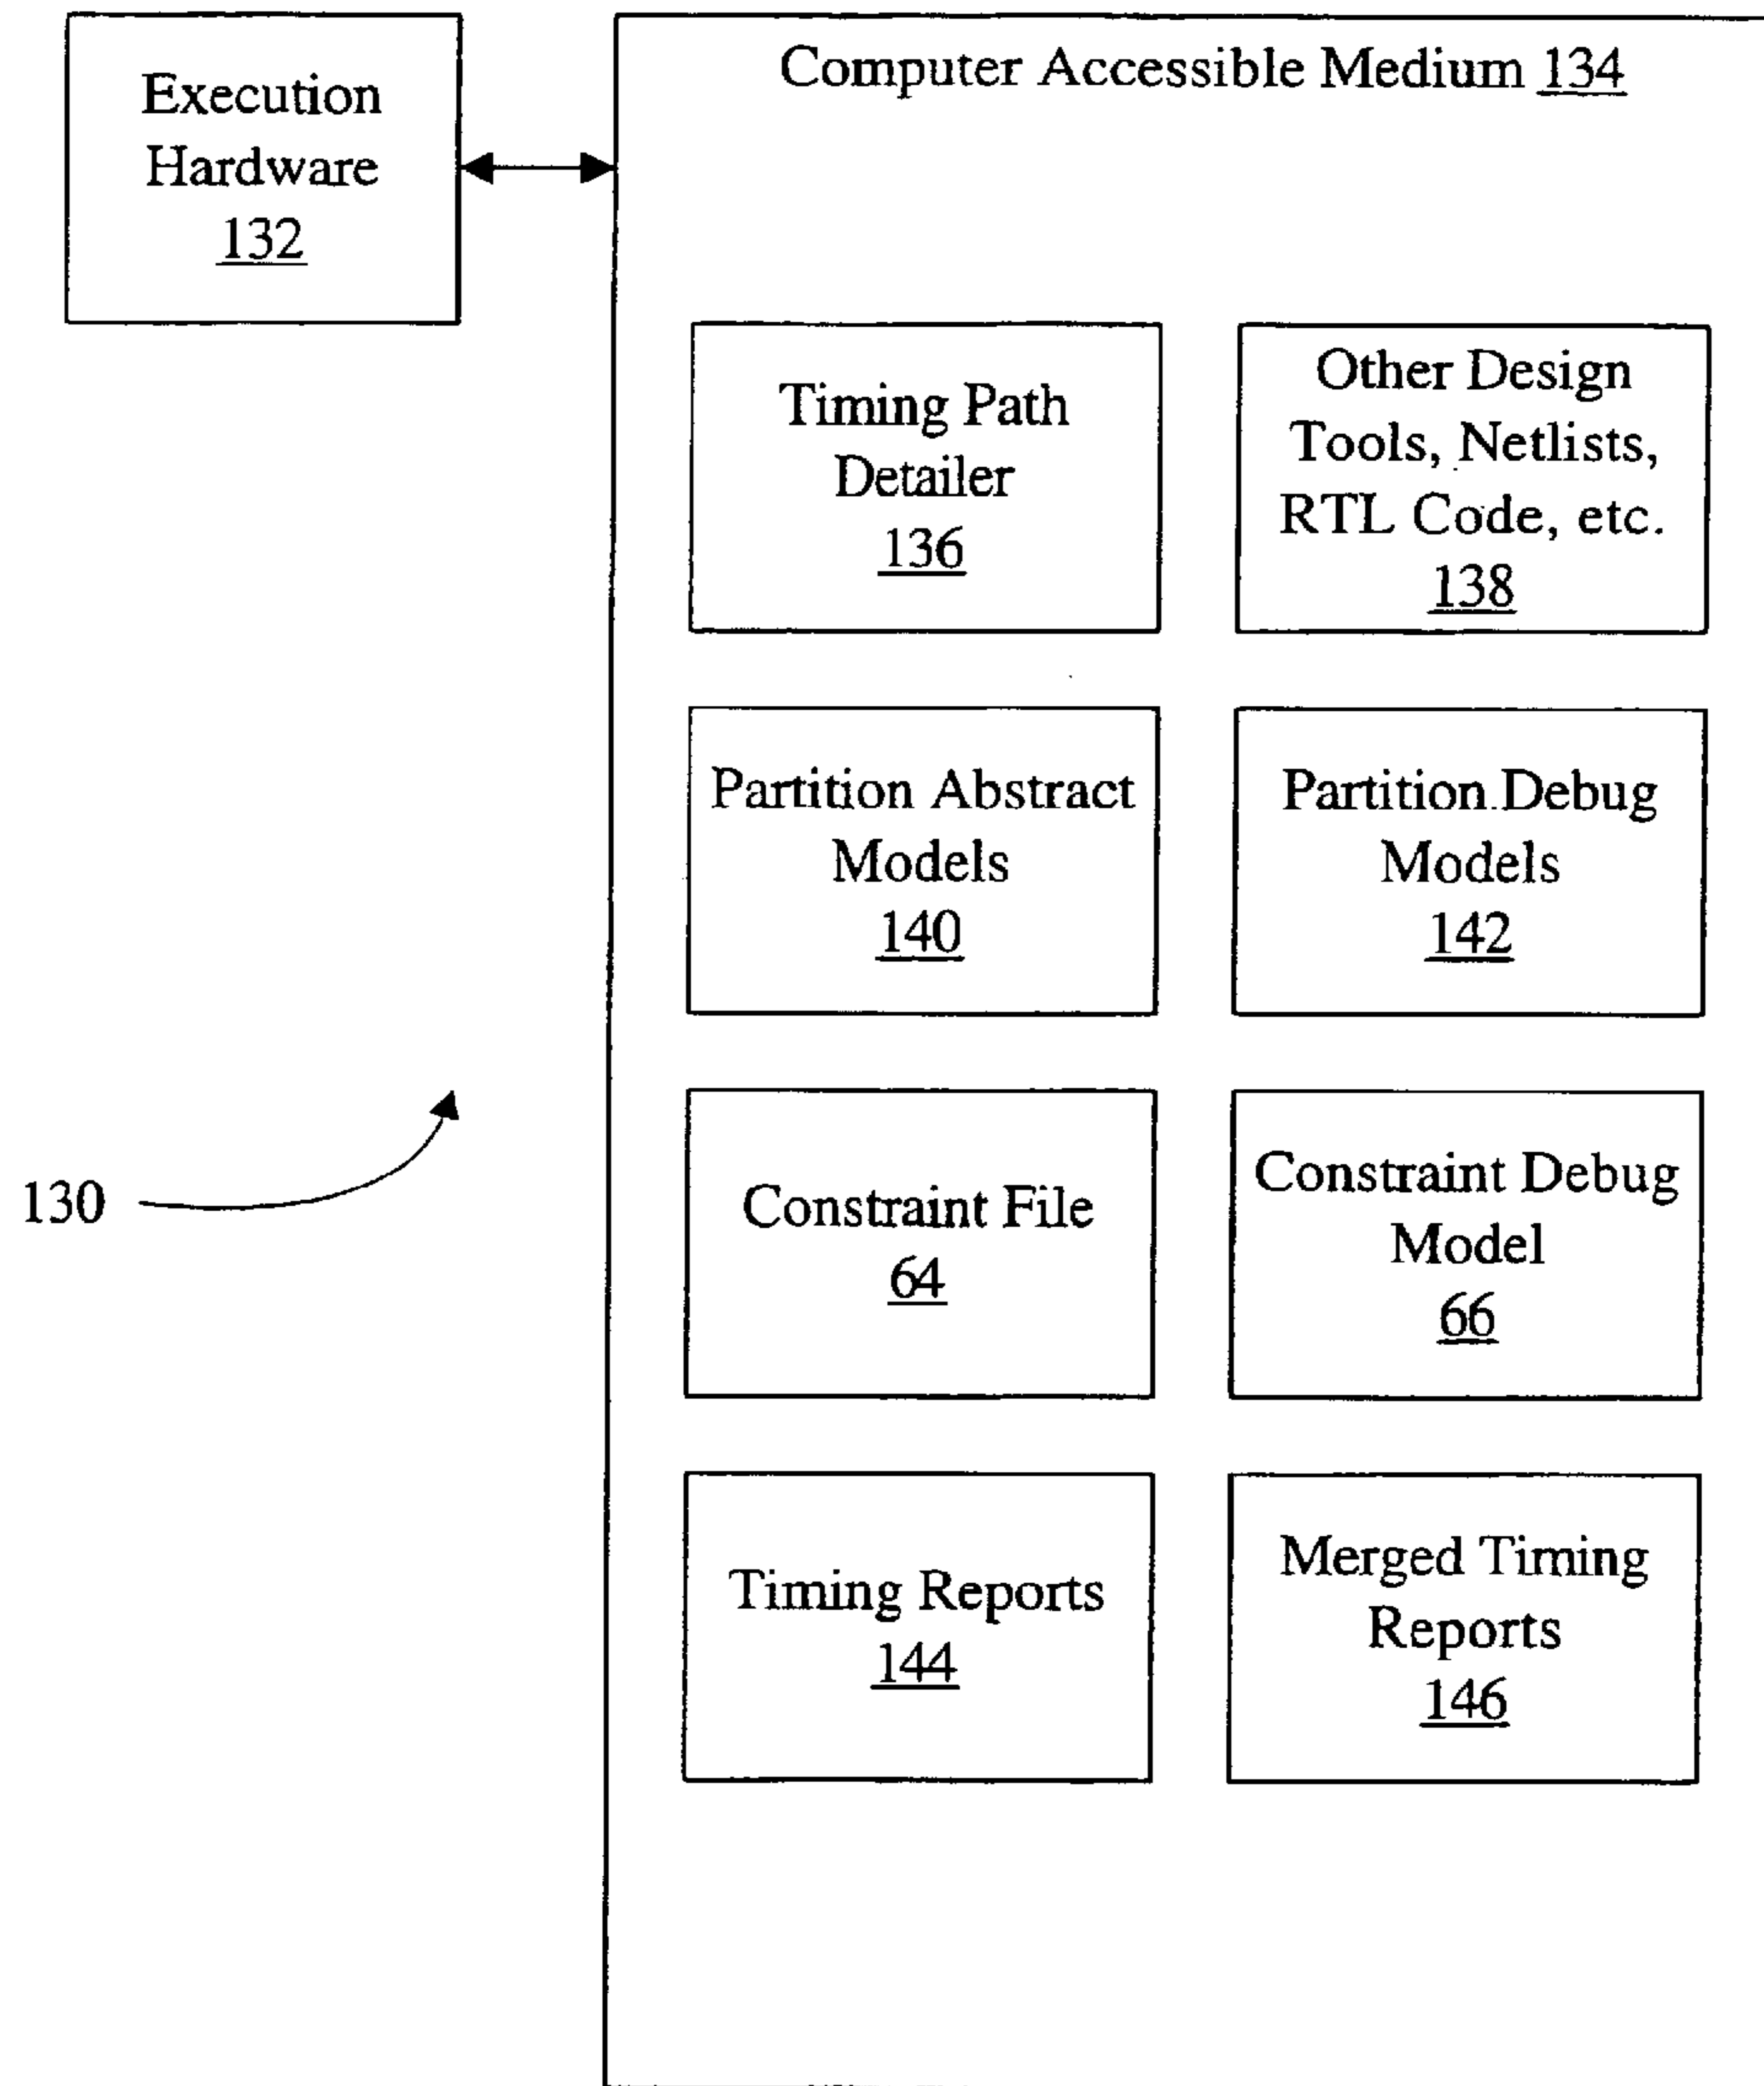 Execution
Hardware
132
Computer Accessible Medium 134
Timing Path
Detailer
136
Other Design
Tools, Netlists,
RTL Code, etc.
138
Partition Abstract
Models
140
Partition Debug
Models
142
130
Constraint File
64
Constraint Debug
Model
66
Timing Reports
144
Merged Timing
Reports
146